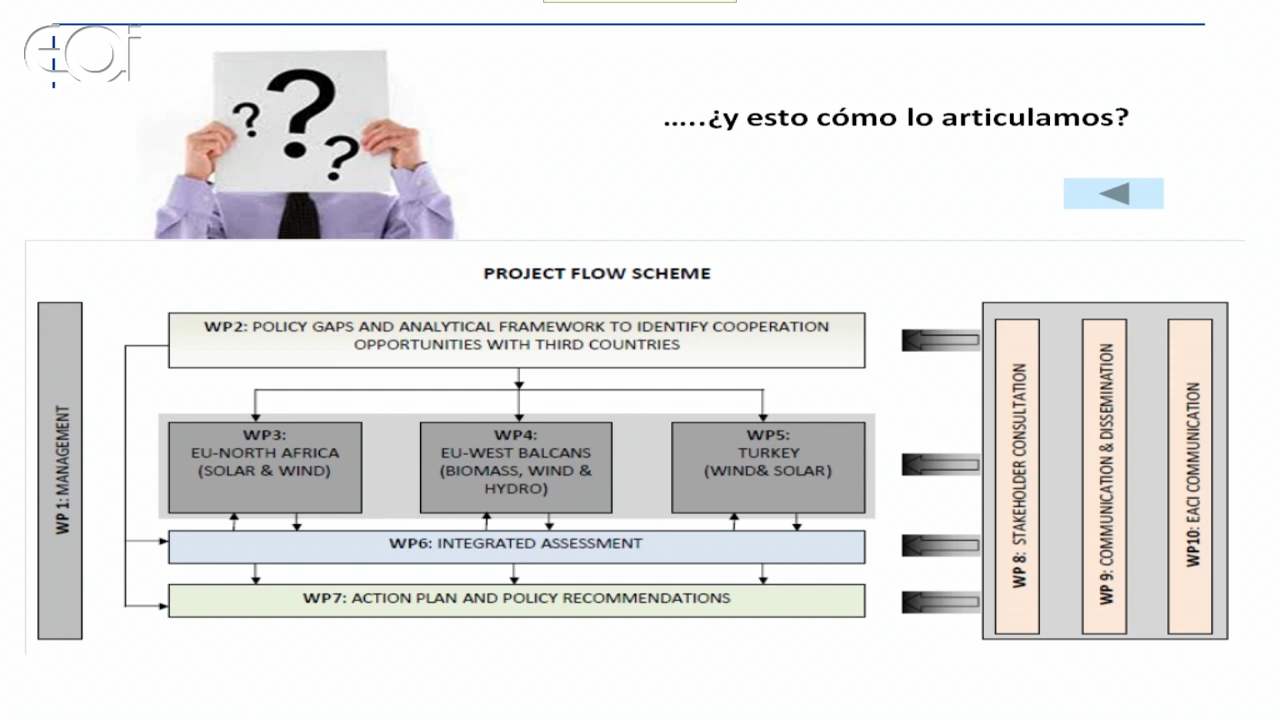 eoi
…..¿y esto cómo lo articulamos?
? ? ?
PROJECT FLOW SCHEME
WP 1: MANAGEMENT
WP2: POLICY GAPS AND ANALYTICAL FRAMEWORK TO IDENTIFY COOPERATION
OPPORTUNITIES WITH THIRD COUNTRIES
WP3:
EU-NORTH AFRICA
(SOLAR & WIND)
WP4:
EU-WEST BALCANS
(BIOMASS, WIND &
HYDRO)
WP5:
TURKEY
(WIND& SOLAR)
WP6: INTEGRATED ASSESSMENT
WP7: ACTION PLAN AND POLICY RECOMMENDATIONS
WP 8: STAKEHOLDER CONSULTATION
WP 9: COMMUNICATION & DISSEMINATION
WP10: EACI COMMUNICATION